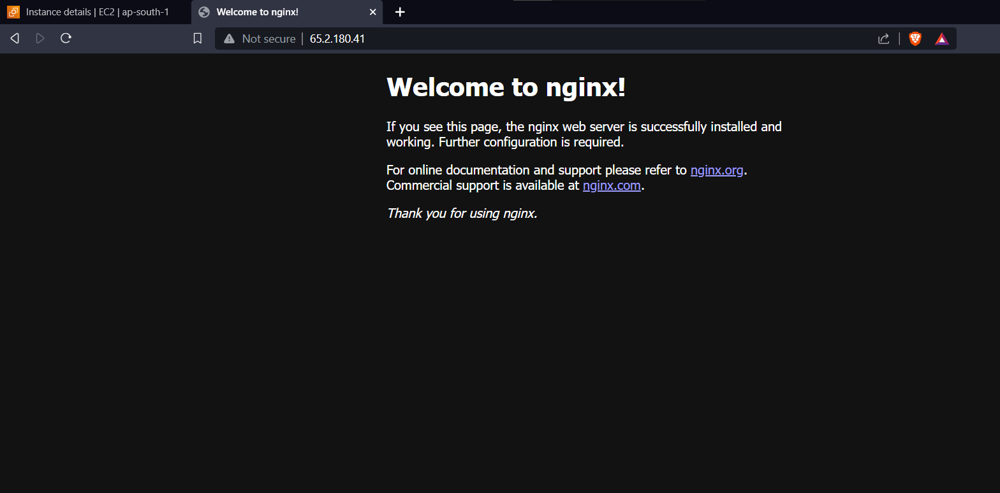 Instance details | EC2 | ap-south-1
Welcome to nginx!
Not secure
65.2.180.41
Welcome to nginx!
If you see this page, the nginx web server is successfully installed and
working. Further configuration is required.
For online documentation and support please refer to nginx.org.
Commercial support is available at nginx.com.
Thank you for using nginx.